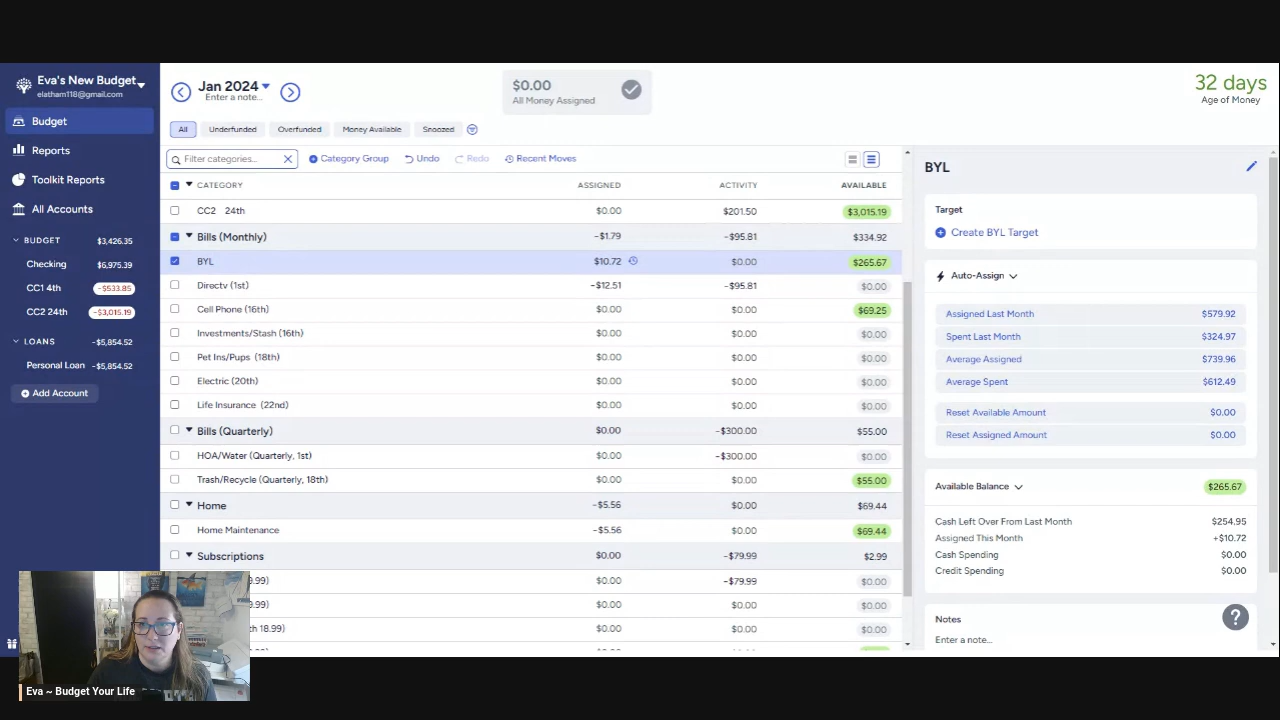 Eva's New Budget
elatham118@gmail.com
Budget
Reports
Toolkit Reports
All Accounts
BUDGET $3,426.35
Checking $6,975.39
CC1 4th -$533.85
CC2 24th -$3,015.19
LOANS -$5,854.52
Personal Loan -$5,854.52
Add Account
Jan 2024
Enter a note...
$0.00
All Money Assigned
32 days
Age of Money
All Underfunded Overfunded Money Available Snoozed
Filter categories... Category Group Undo Redo Recent Moves
CATEGORY ASSIGNED ACTIVITY AVAILABLE
CC2 24th $0.00 $201.50 $3,015.19
Bills (Monthly) -$1.79 -$95.81 $334.92
BYL $10.72 $0.00 $265.67
Directv (1st) -$12.51 -$95.81 $0.00
Cell Phone (16th) $0.00 $0.00 $69.25
Investments/Stash (16th) $0.00 $0.00 $0.00
Pet Ins/Pups (18th) $0.00 $0.00 $0.00
Electric (20th) $0.00 $0.00 $0.00
Life Insurance (22nd) $0.00 $0.00 $0.00
Bills (Quarterly) $0.00 -$300.00 $55.00
HOA/Water (Quarterly, 1st) $0.00 -$300.00 $0.00
Trash/Recycle (Quarterly, 18th) $0.00 $0.00 $55.00
Home -$5.56 $0.00 $69.44
Home Maintenance -$5.56 $0.00 $69.44
Subscriptions $0.00 -$79.99 $2.99
9.99) $0.00 -$79.99 $0.00
9.99) $0.00 $0.00 $0.00
th 18.99) $0.00 $0.00 $0.00
BYL
Target
Create BYL Target
Auto-Assign
Assigned Last Month $579.92
Spent Last Month $324.97
Average Assigned $739.96
Average Spent $612.49
Reset Available Amount $0.00
Reset Assigned Amount $0.00
Available Balance $265.67
Cash Left Over From Last Month $254.95
Assigned This Month +$10.72
Cash Spending $0.00
Credit Spending $0.00
Notes
Enter a note...
?
Eva ~ Budget Your Life